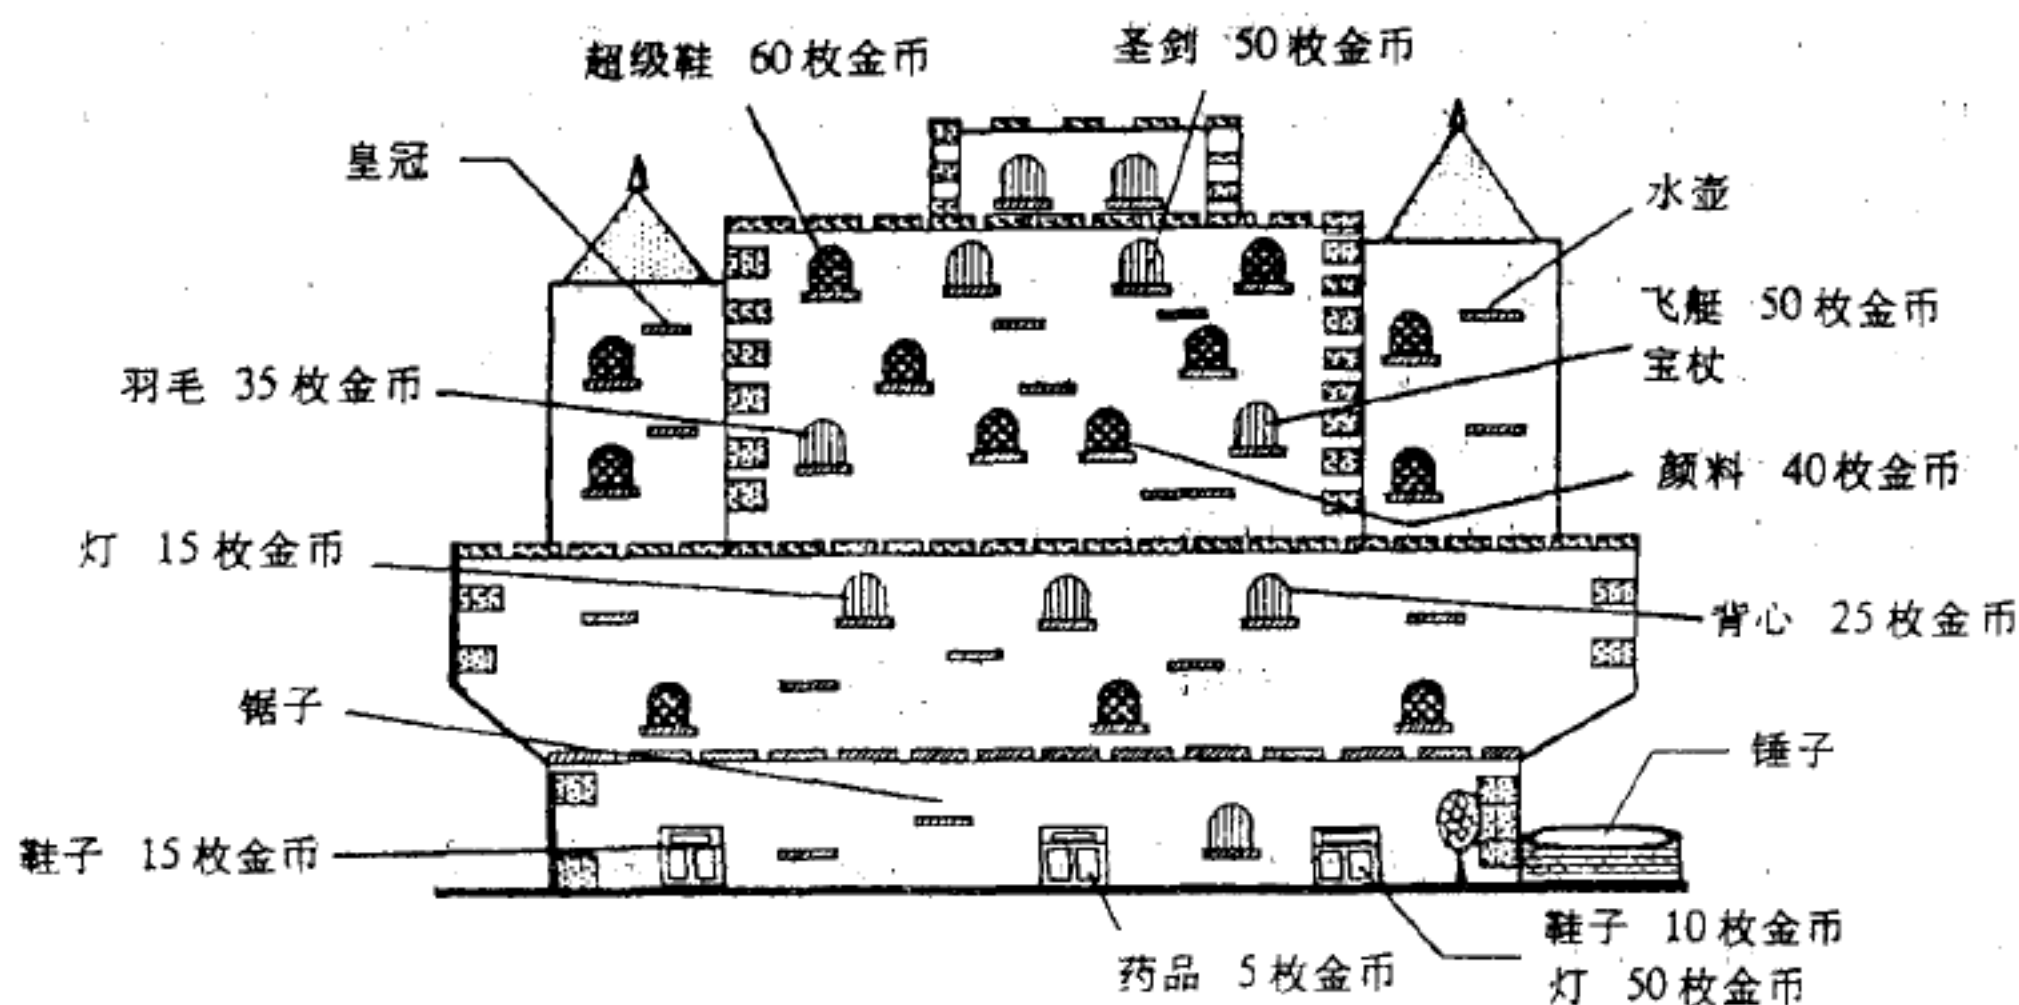 超级鞋 60枚金币
圣剑 50枚金币
皇冠
水壶
飞艇 50枚金币
宝杖
羽毛 35枚金币
颜料 40枚金币
灯 15枚金币
背心 25枚金币
锯子
锤子
鞋子 15枚金币
药品 5枚金币
鞋子 10枚金币
灯 50枚金币